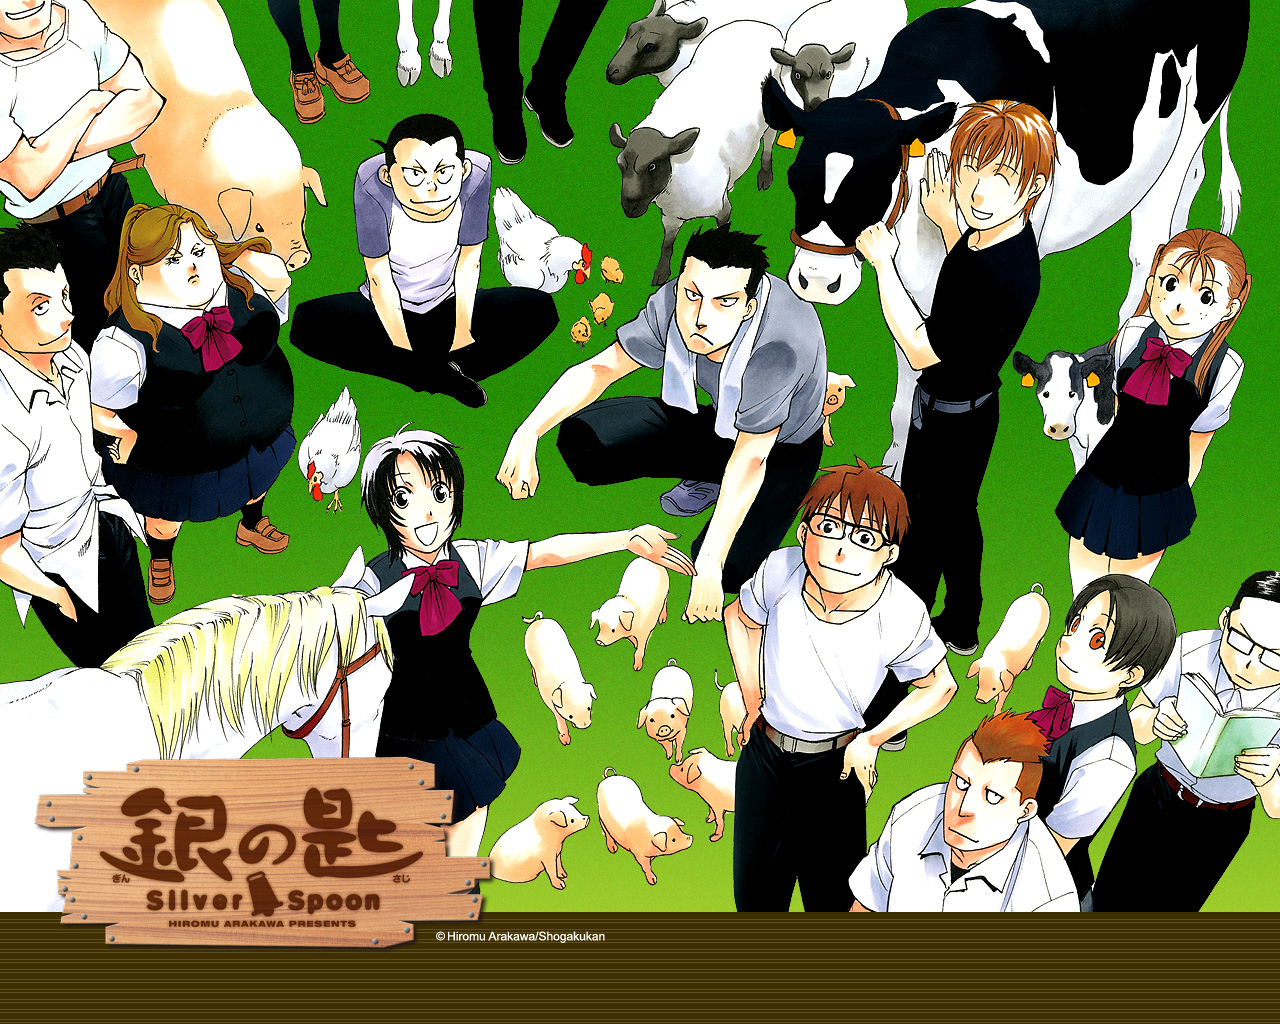 銀の匙
ぎん さじ
Silver Spoon
HIROMU ARAKAWA PRESENTS
© Hiromu Arakawa/Shogakukan